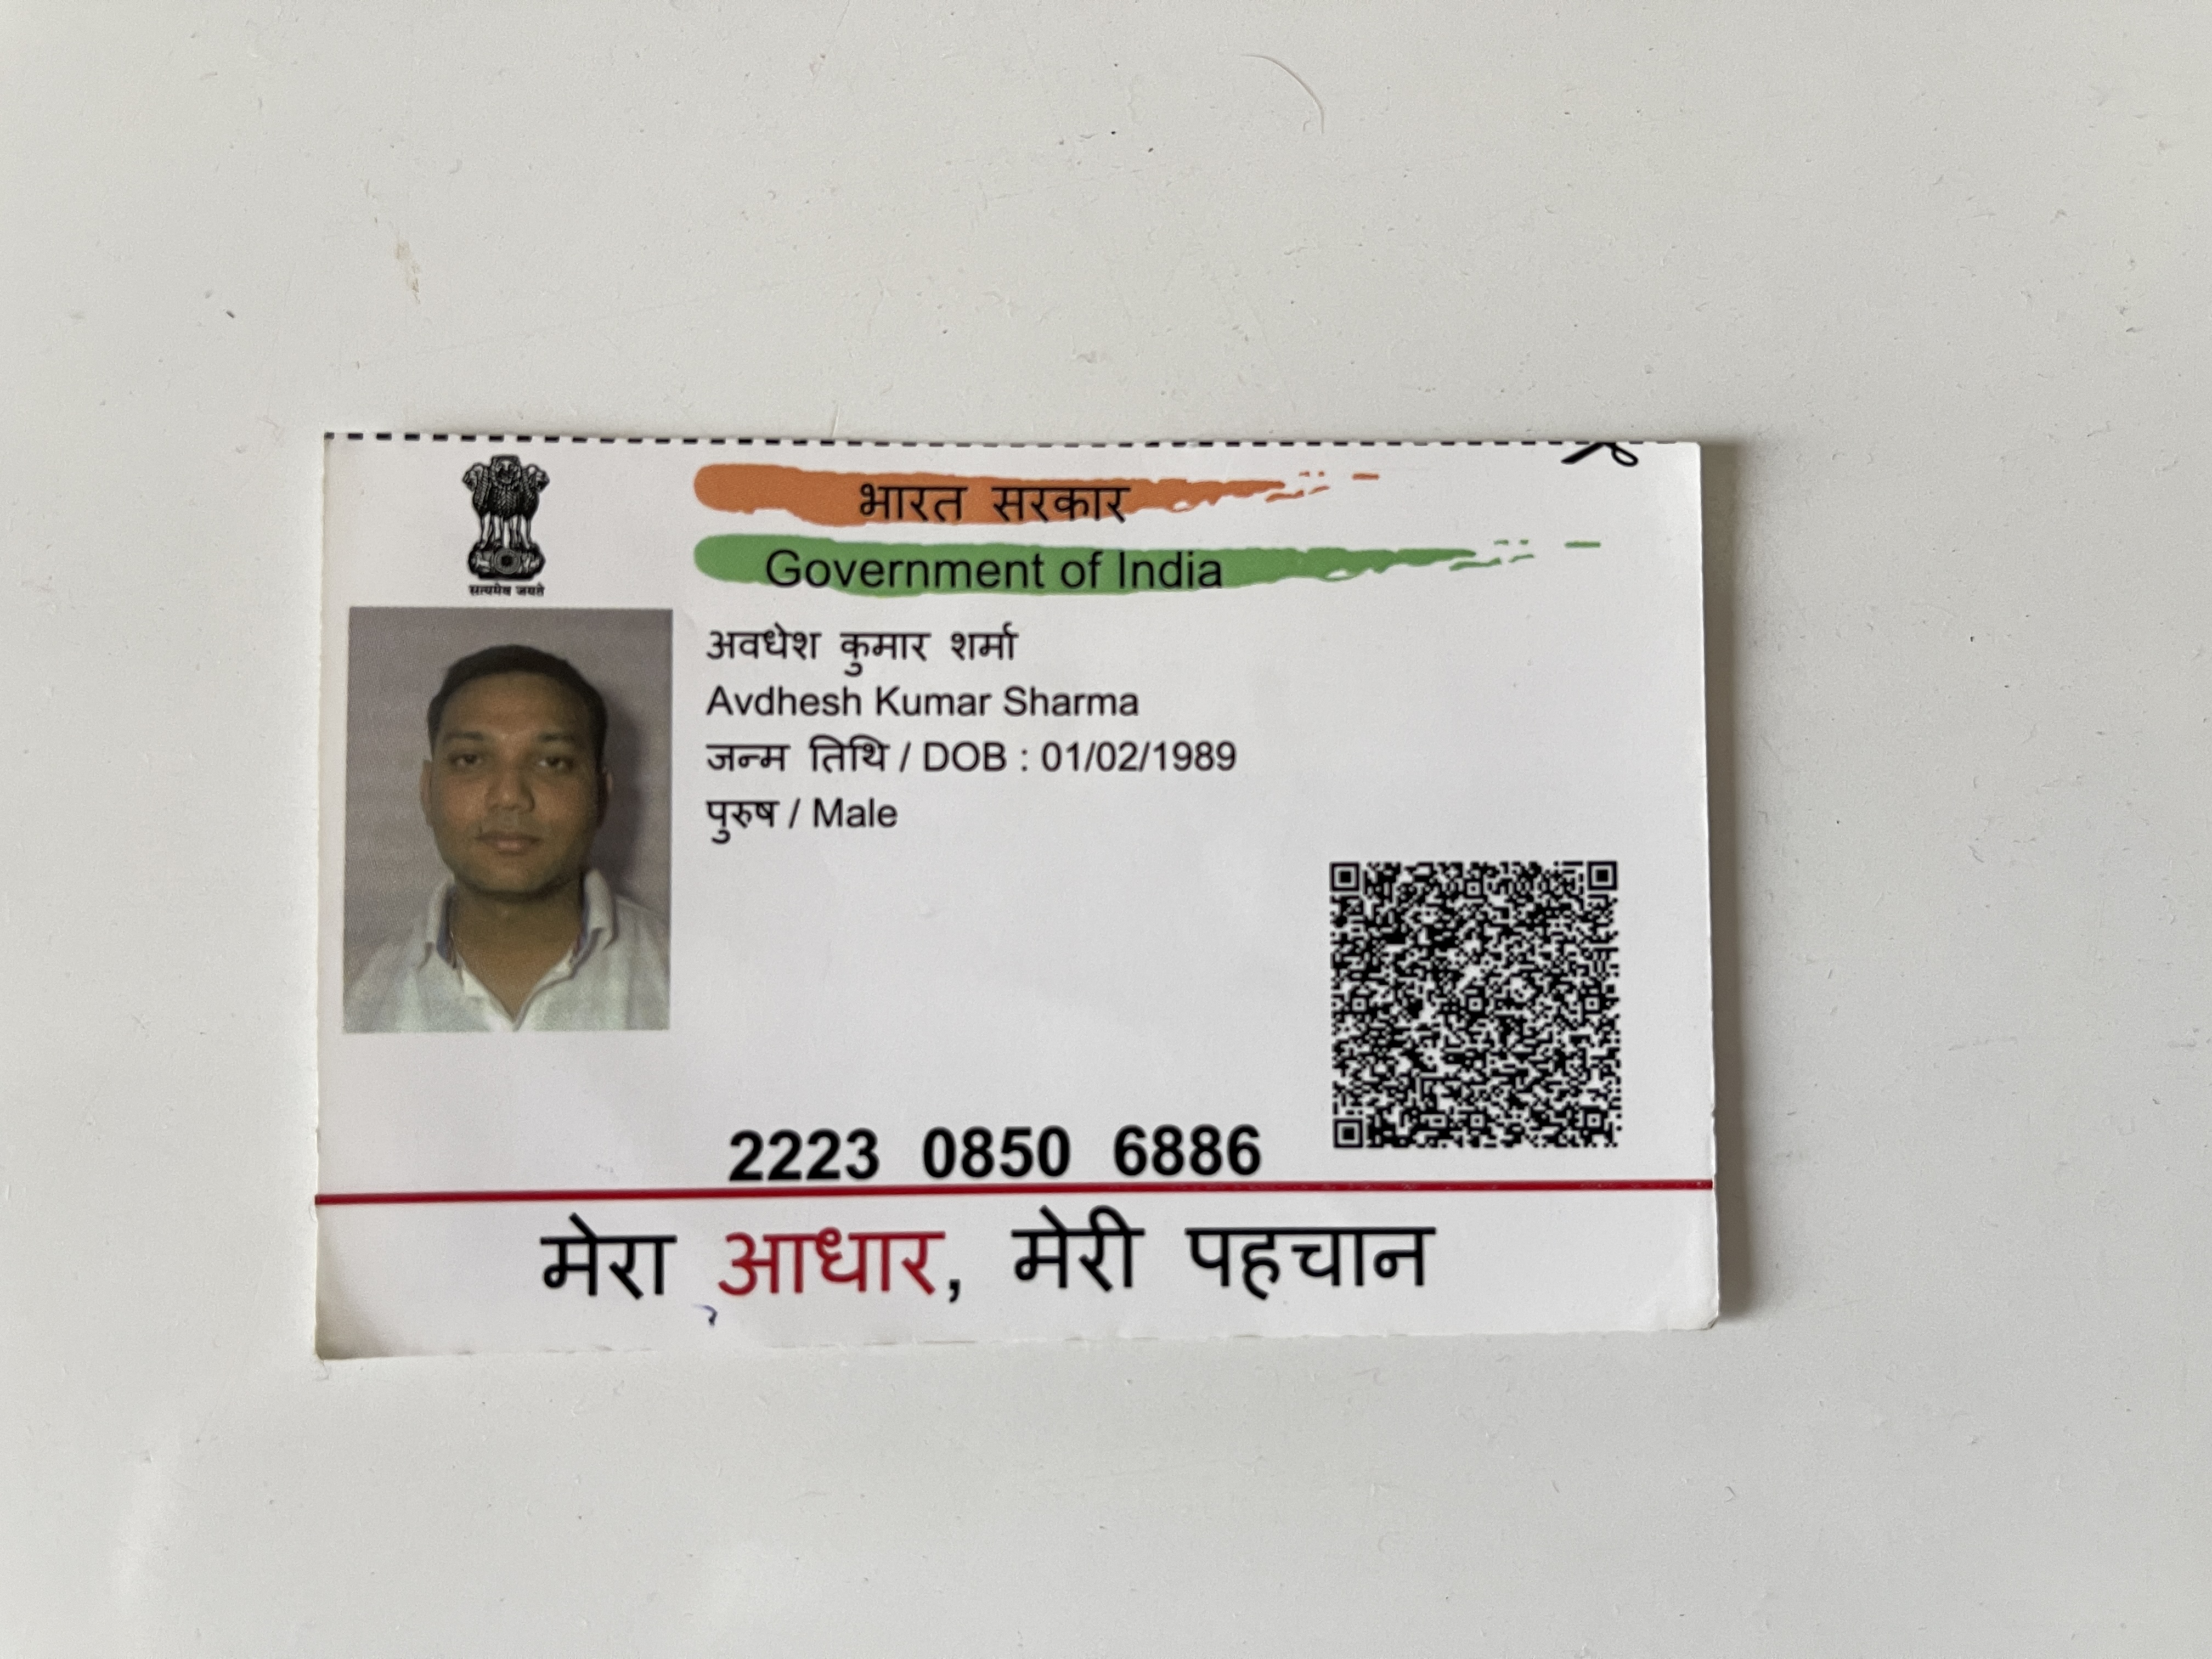 सत्यमेव जयते
भारत सरकार
Government of India
अवधेश कुमार शर्मा
Avdhesh Kumar Sharma
जन्म तिथि / DOB : 01/02/1989
पुरुष / Male
2223 0850 6886
मेरा आधार, मेरी पहचान